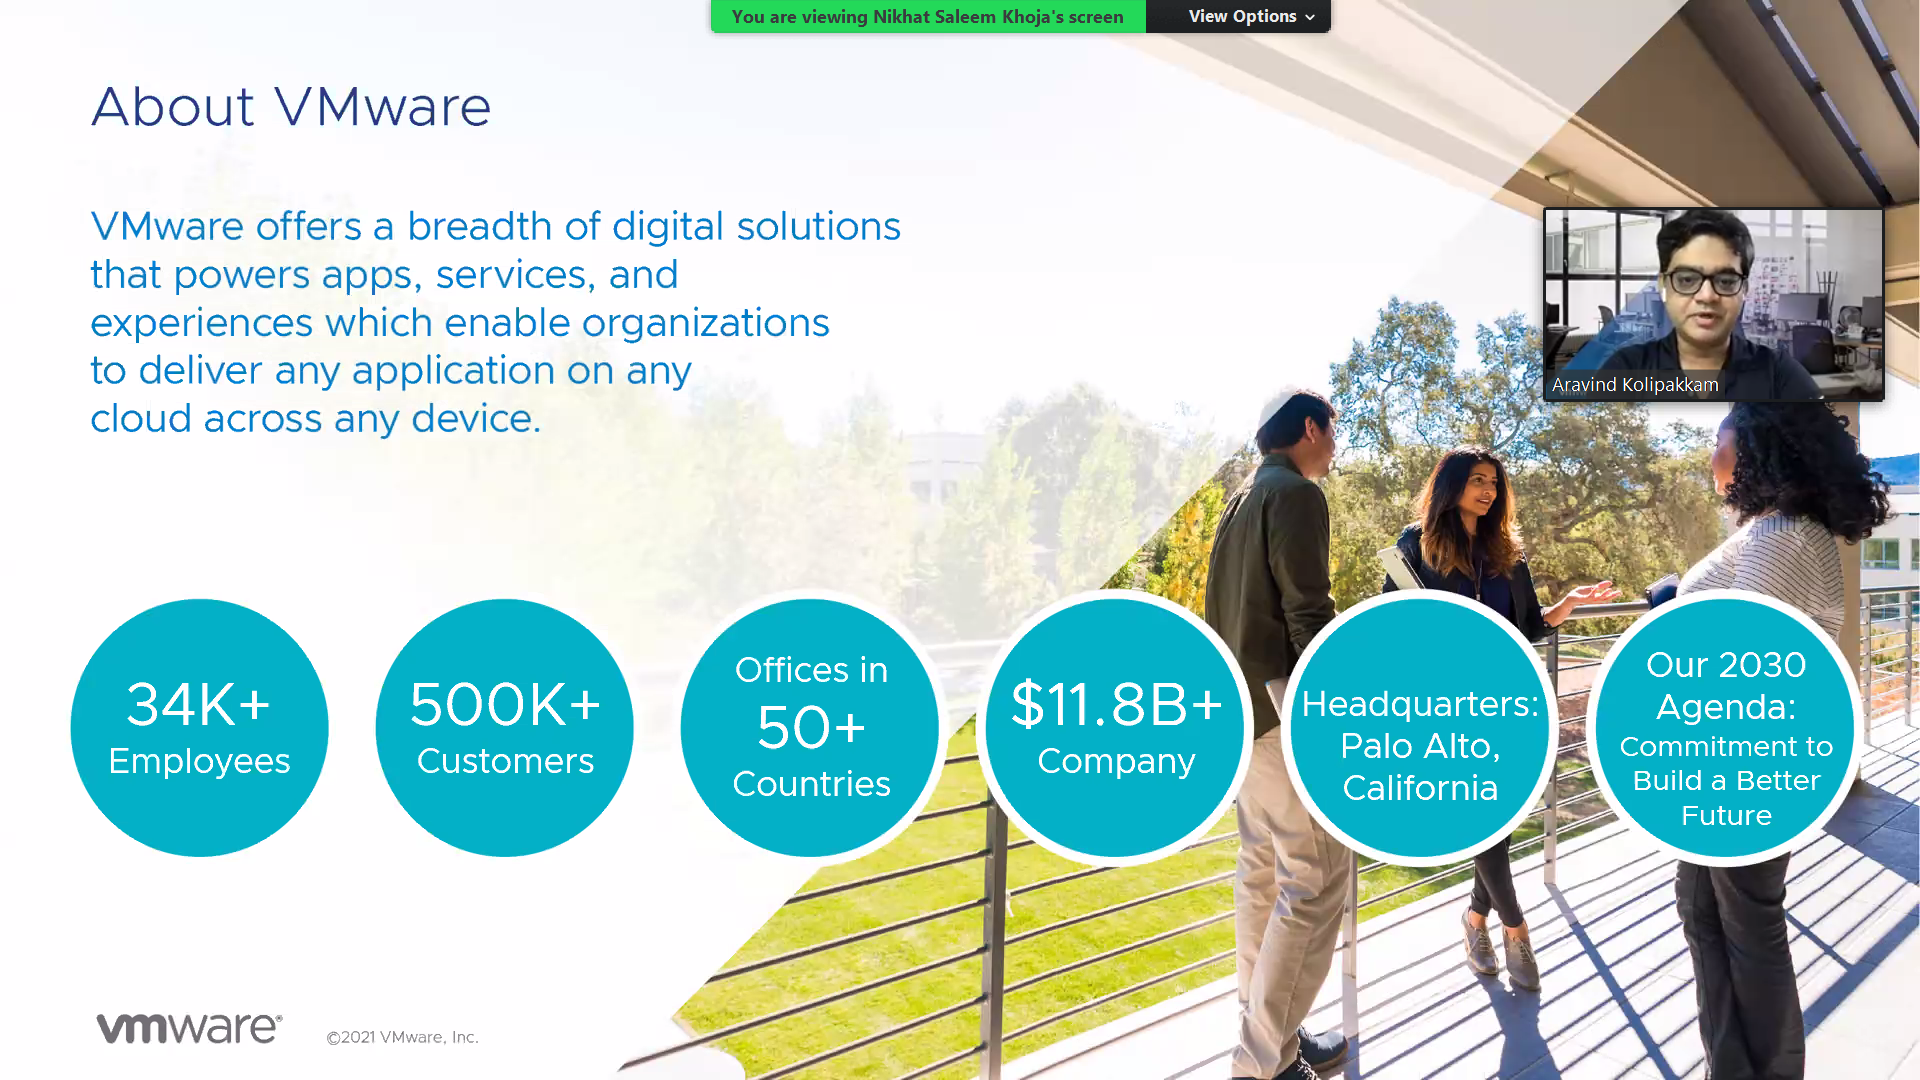 You are viewing Nikhat Saleem Khoja's screen
View Options
About VMware
VMware offers a breadth of digital solutions
that powers apps, services, and
experiences which enable organizations
to deliver any application on any
cloud across any device.
Aravind Kolipakkam
34K+
Employees
500K+
Customers
Offices in
50+
Countries
$11.8B+
Company
Headquarters:
Palo Alto,
California
Our 2030
Agenda:
Commitment to
Build a Better
Future
vmware®
©2021 VMware, Inc.